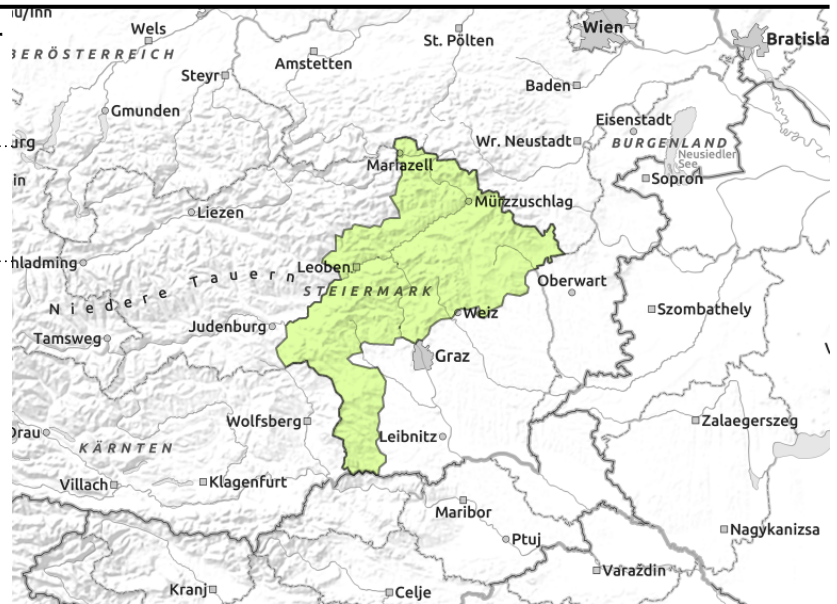 Wels
Wien
St. Pölten
Bratisla
BERÖSTERREICH
Amstetten
Steyr
Baden
Gmunden
Eisenstadt
Wr. Neustadt
BURGENLAND
Mariazell
Neusiedler
See
Sopron
Mürzzuschlag
Liezen
hladming
Leoben
Niedere Tauern
STEIERMARK
Oberwart
Szombathely
Weiz
Judenburg
Tamsweg
Graz
Wolfsberg
Zalaegerszeg
Drau
Leibnitz
KÄRNTEN
Villach
Klagenfurt
Maribor
Nagykanizsa
Ptuj
Varaždin
Kranj
Celje